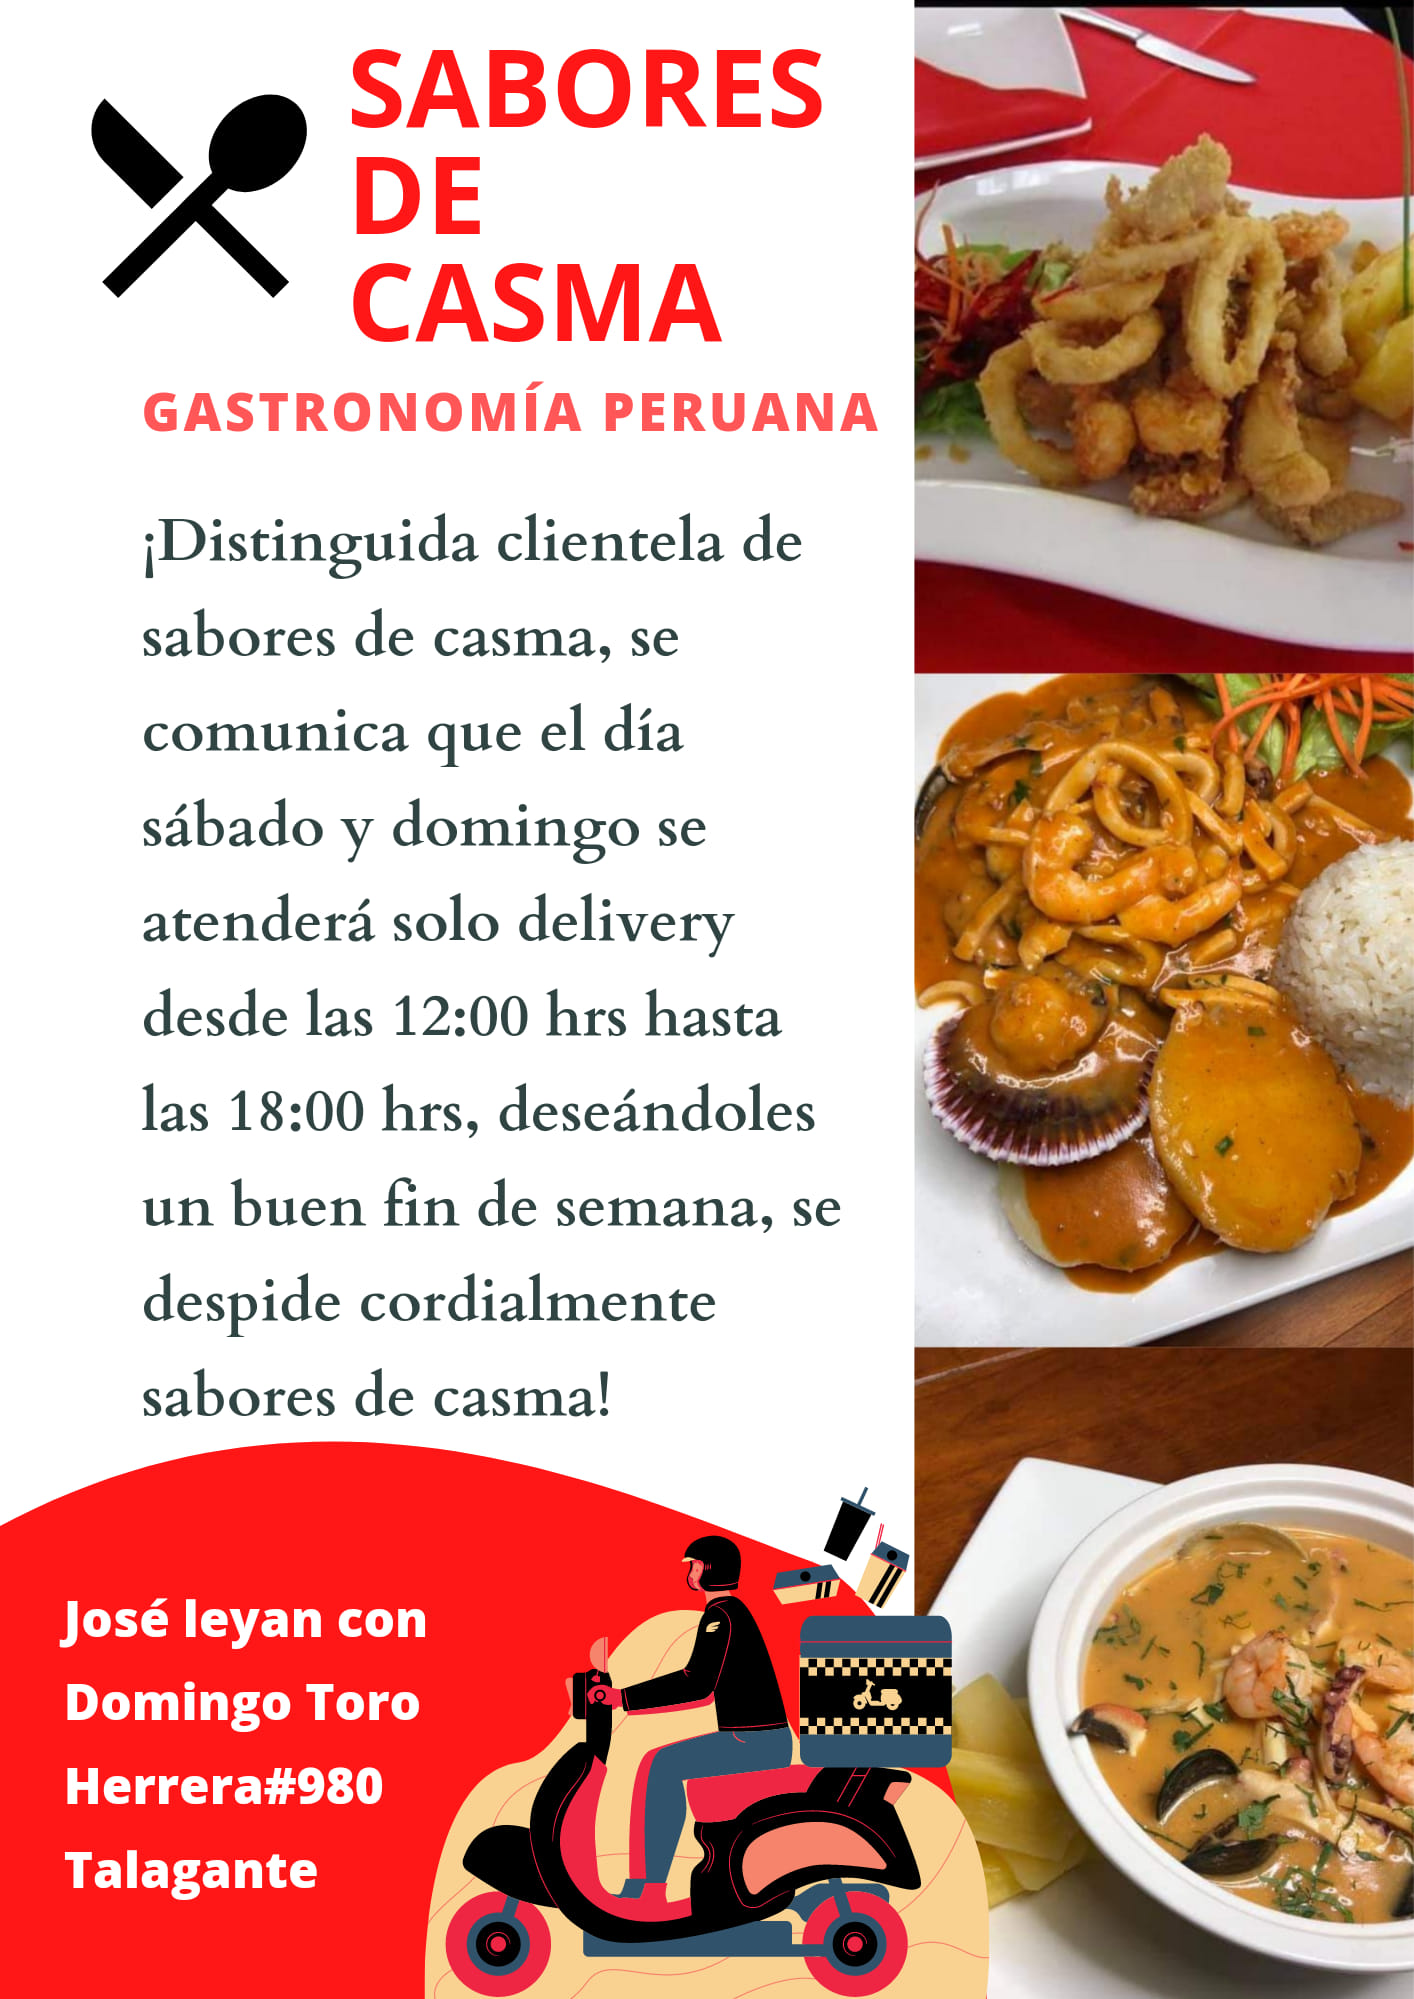 SABORES
DE
CASMA
GASTRONOMÍA PERUANA
¡Distinguida clientela de
sabores de casma, se
comunica que el día
sábado y domingo se
atenderá solo delivery
desde las 12:00 hrs hasta
las 18:00 hrs, deseándoles
un buen fin de semana, se
despide cordialmente
sabores de casma!
José leyan con
Domingo Toro
Herrera#980
Talagante